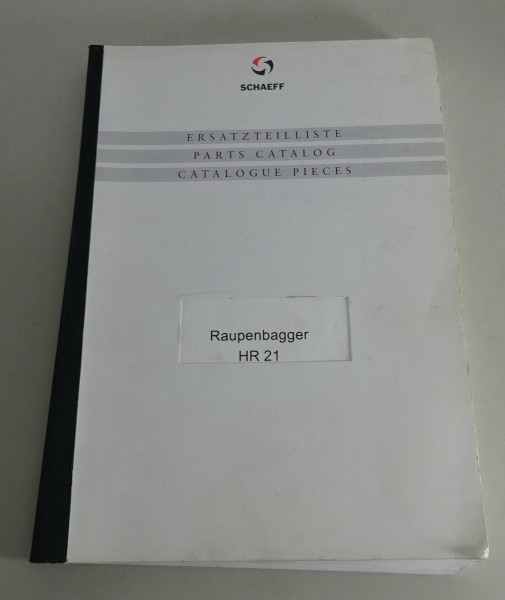 SCHAEFF
ERSATZTEILLISTE
PARTS CATALOG
CATALOGUE PIECES
Raupenbagger
HR 21